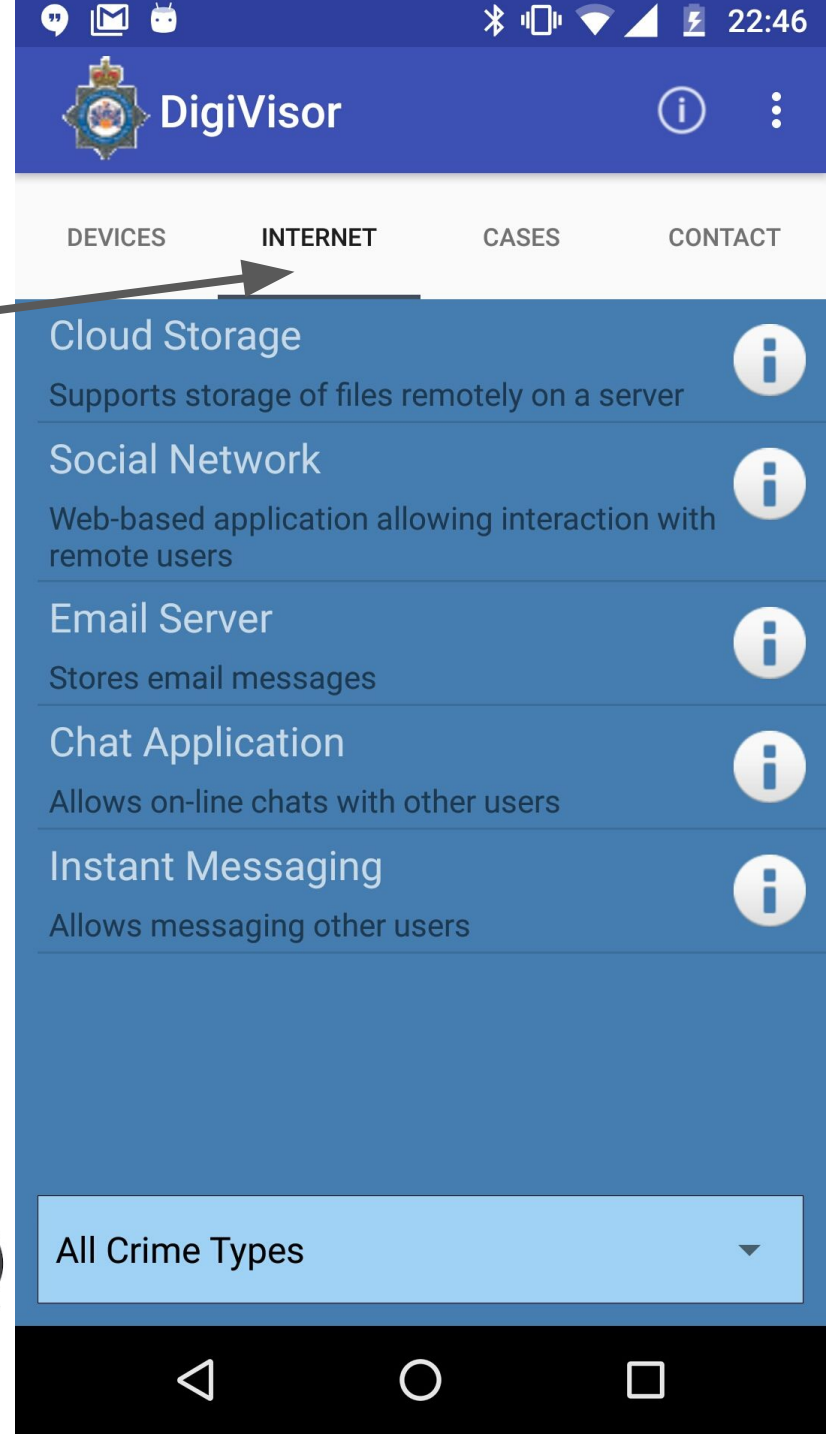 22:46
DigiVisor
DEVICES INTERNET CASES CONTACT
Cloud Storage
Supports storage of files remotely on a server
Social Network
Web-based application allowing interaction with
remote users
Email Server
Stores email messages
Chat Application
Allows on-line chats with other users
Instant Messaging
Allows messaging other users
All Crime Types